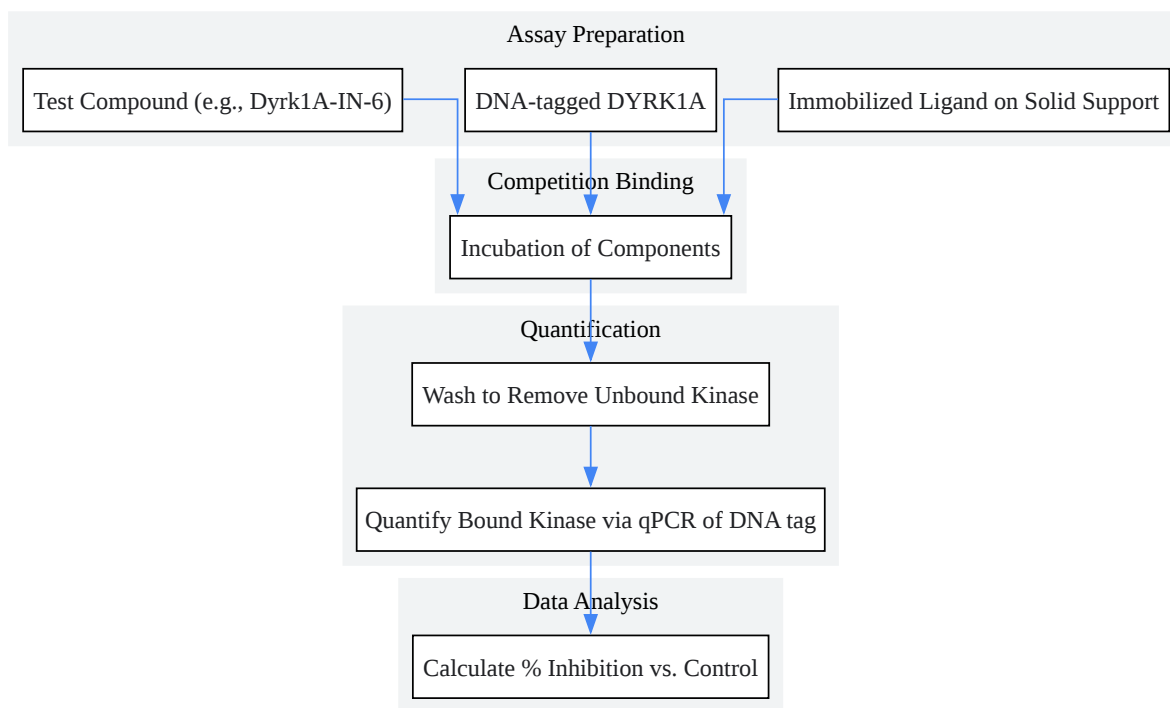 Assay Preparation
Test Compound (e.g., Dyrk1A-IN-6)
DNA-tagged DYRK1A
Immobilized Ligand on Solid Support
Competition Binding
Incubation of Components
Quantification
Wash to Remove Unbound Kinase
Quantify Bound Kinase via qPCR of DNA tag
Data Analysis
Calculate % Inhibition vs. Control